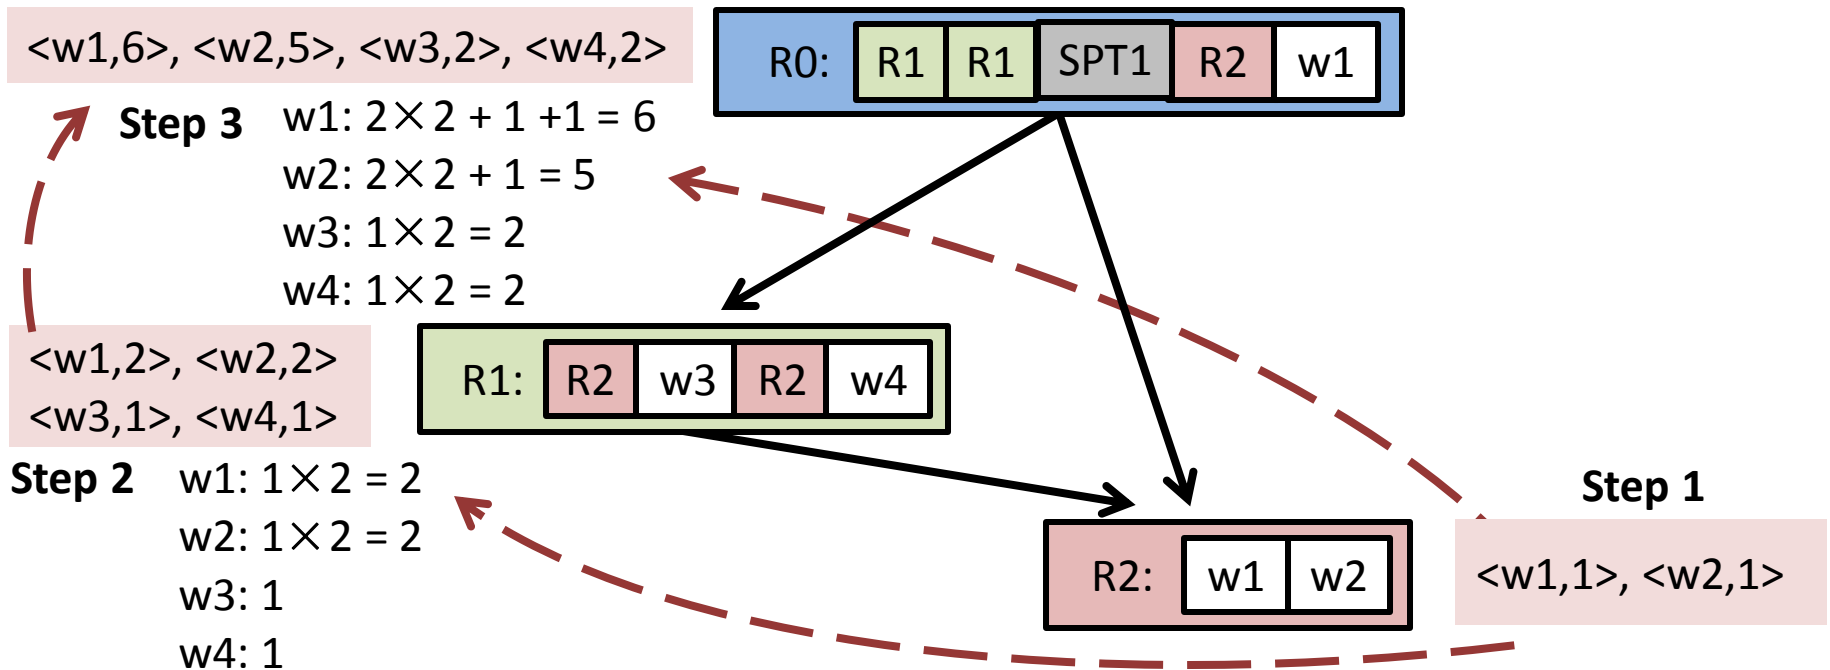 <w1,6>, <w2,5>, <w3,2>, <w4,2>
R0: R1 R1 SPT1 R2 w1
Step 3
w1: 2×2 + 1 +1 = 6
w2: 2×2 + 1 = 5
w3: 1×2 = 2
w4: 1×2 = 2
<w1,2>, <w2,2>
<w3,1>, <w4,1>
R1: R2 w3 R2 w4
Step 2
w1: 1×2 = 2
w2: 1×2 = 2
w3: 1
w4: 1
Step 1
R2: w1 w2
<w1,1>, <w2,1>